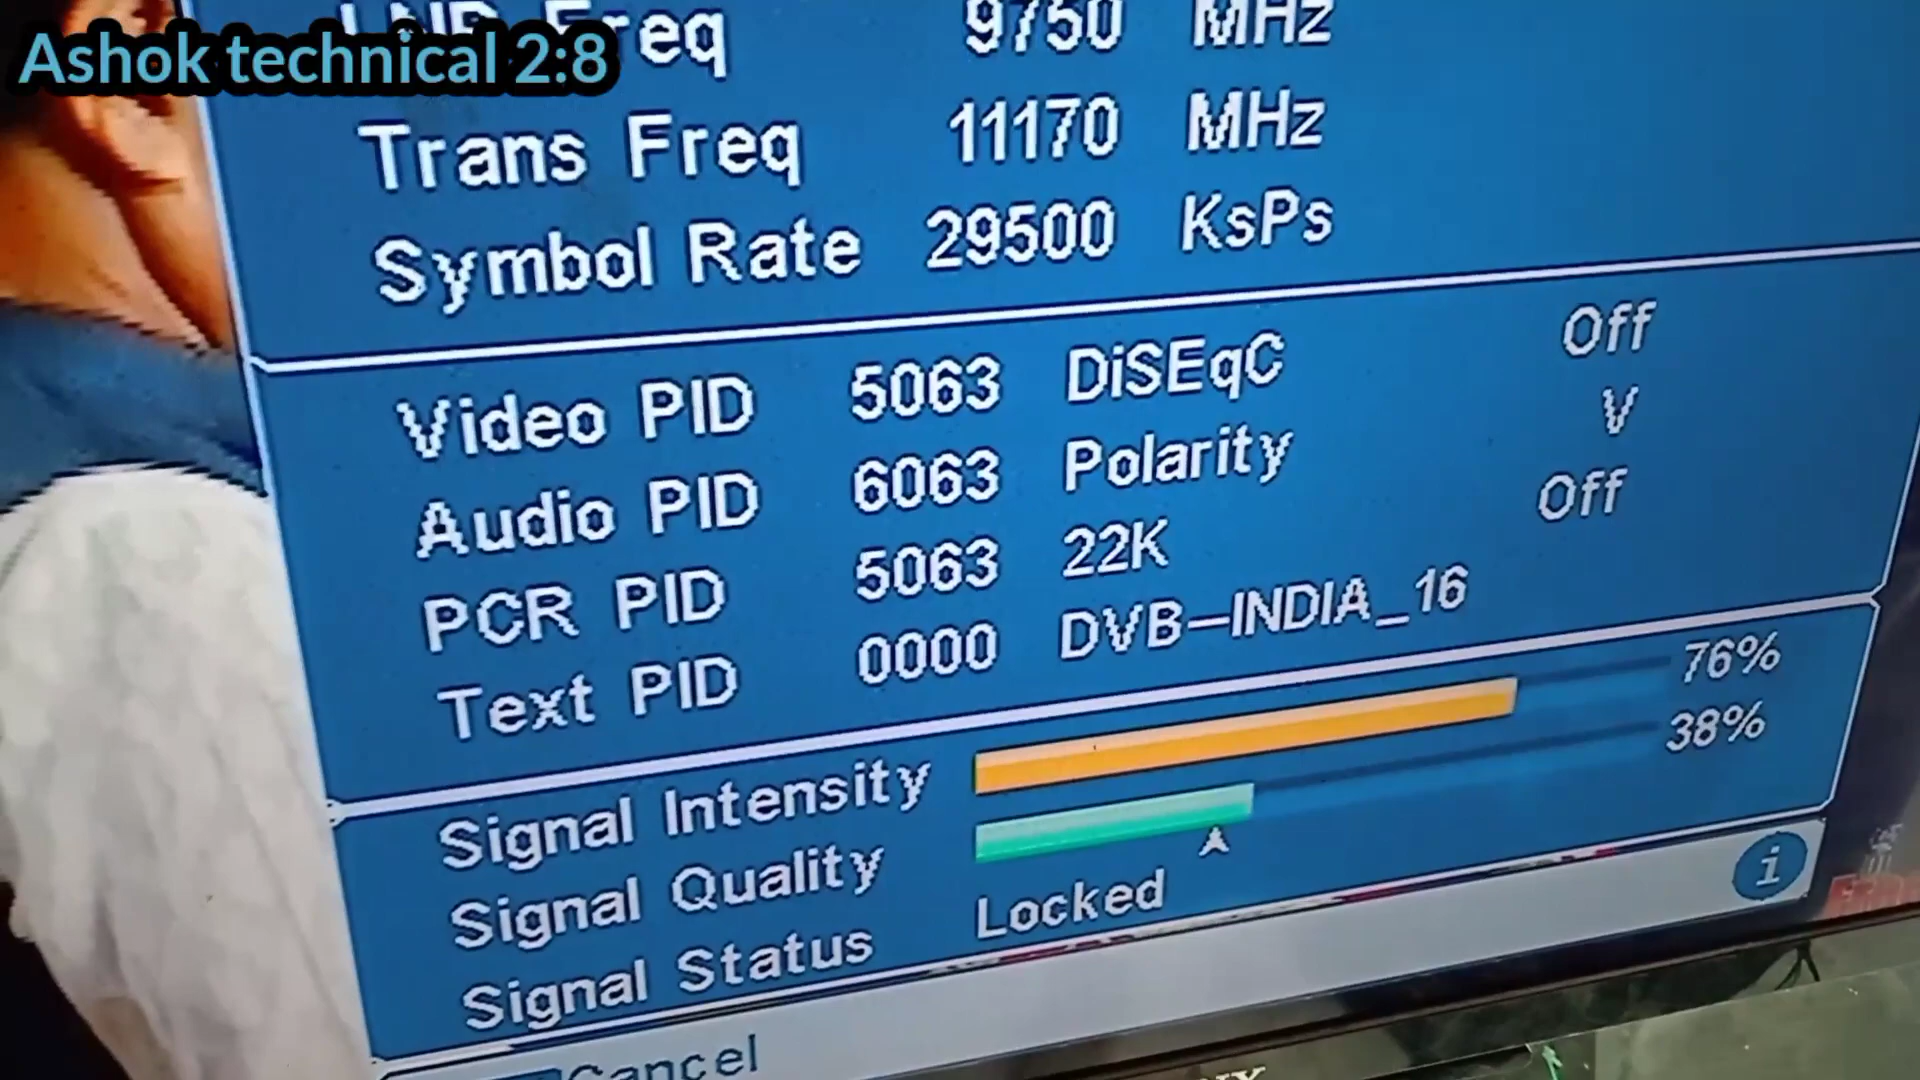 Ashok technical 2:8
LNB Freq 9750 MHz
Trans Freq 11170 MHz
Symbol Rate 29500 KsPs
Video PID 5063 DiSEqC Off
Audio PID 6063 Polarity V
PCR PID 5063 22K Off
Text PID 0000 DVB-INDIA_16
Signal Intensity 76%
Signal Quality 38%
Signal Status Locked
i
Cancel